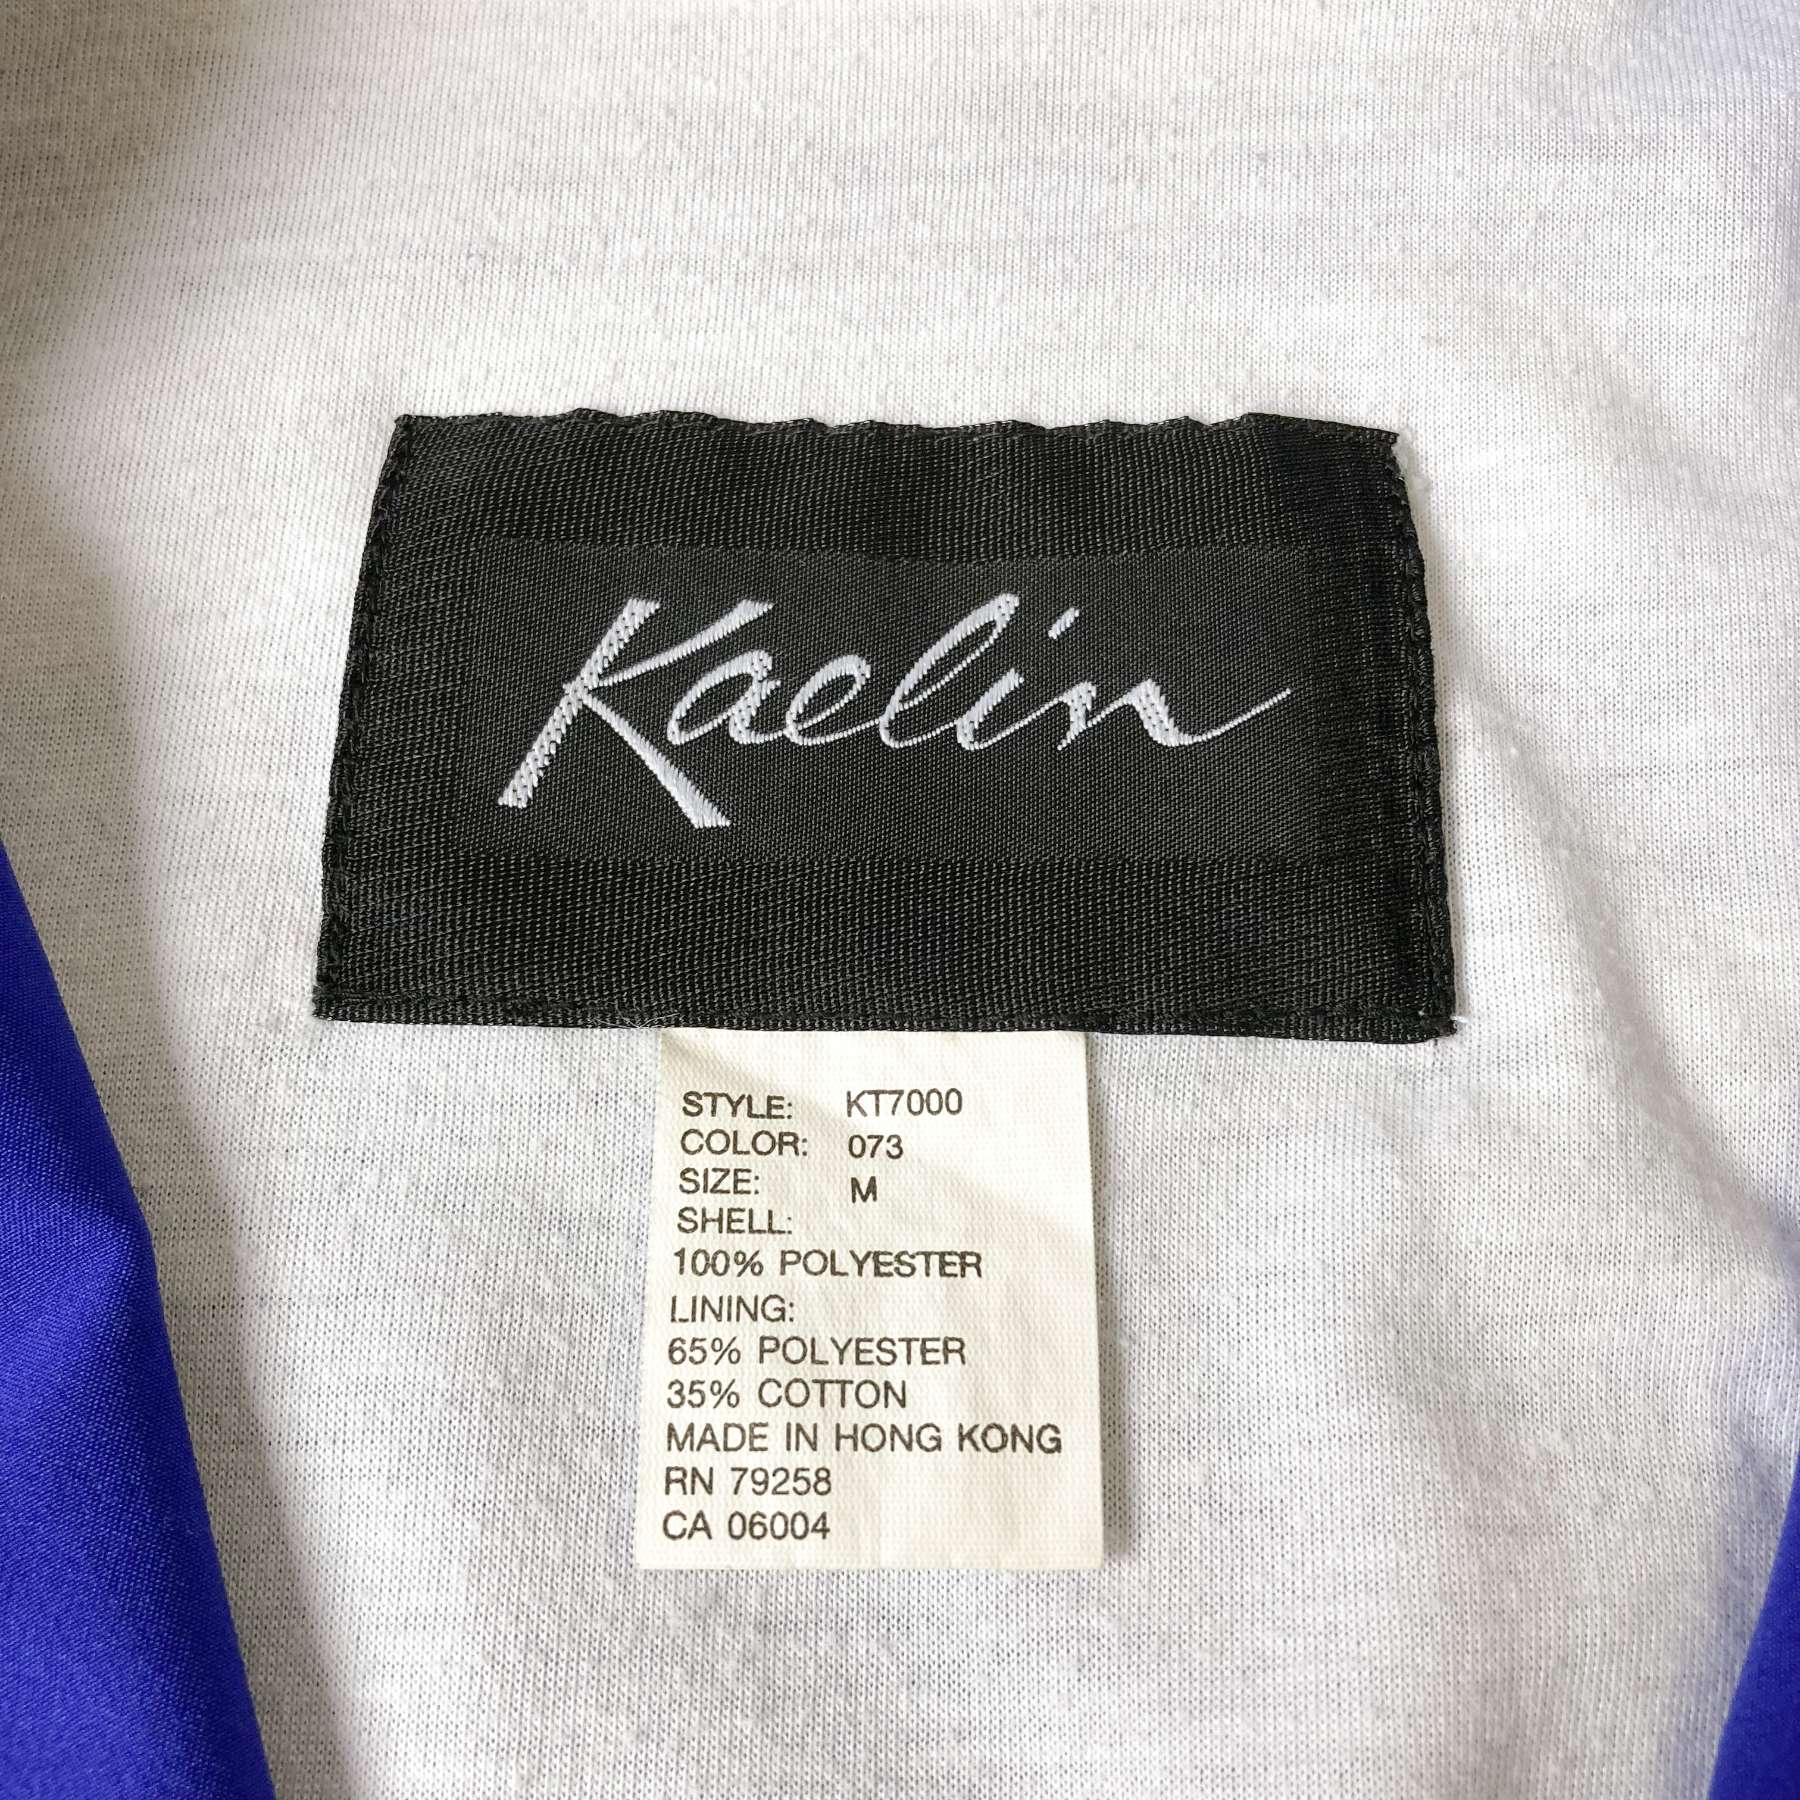 Kaelin
STYLE: KT7000
COLOR: 073
SIZE: M
SHELL:
100% POLYESTER
LINING:
65% POLYESTER
35% COTTON
MADE IN HONG KONG
RN 79258
CA 06004